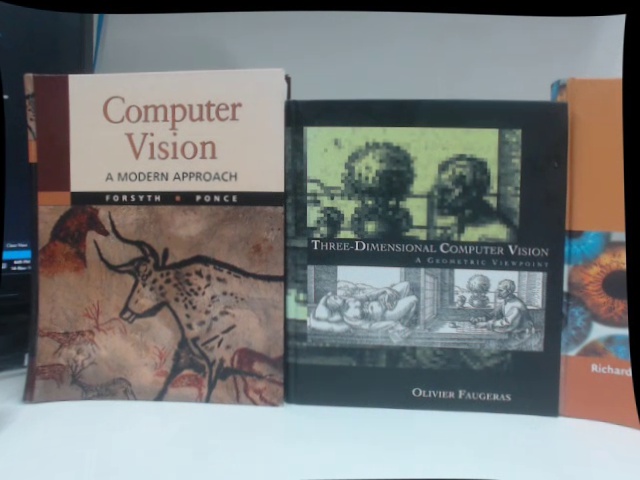 Computer
Vision
A MODERN APPROACH
FORSYTH ▪ PONCE
THREE-DIMENSIONAL COMPUTER VISION
A GEOMETRIC VIEWPOINT
OLIVIER FAUGERAS
Richard